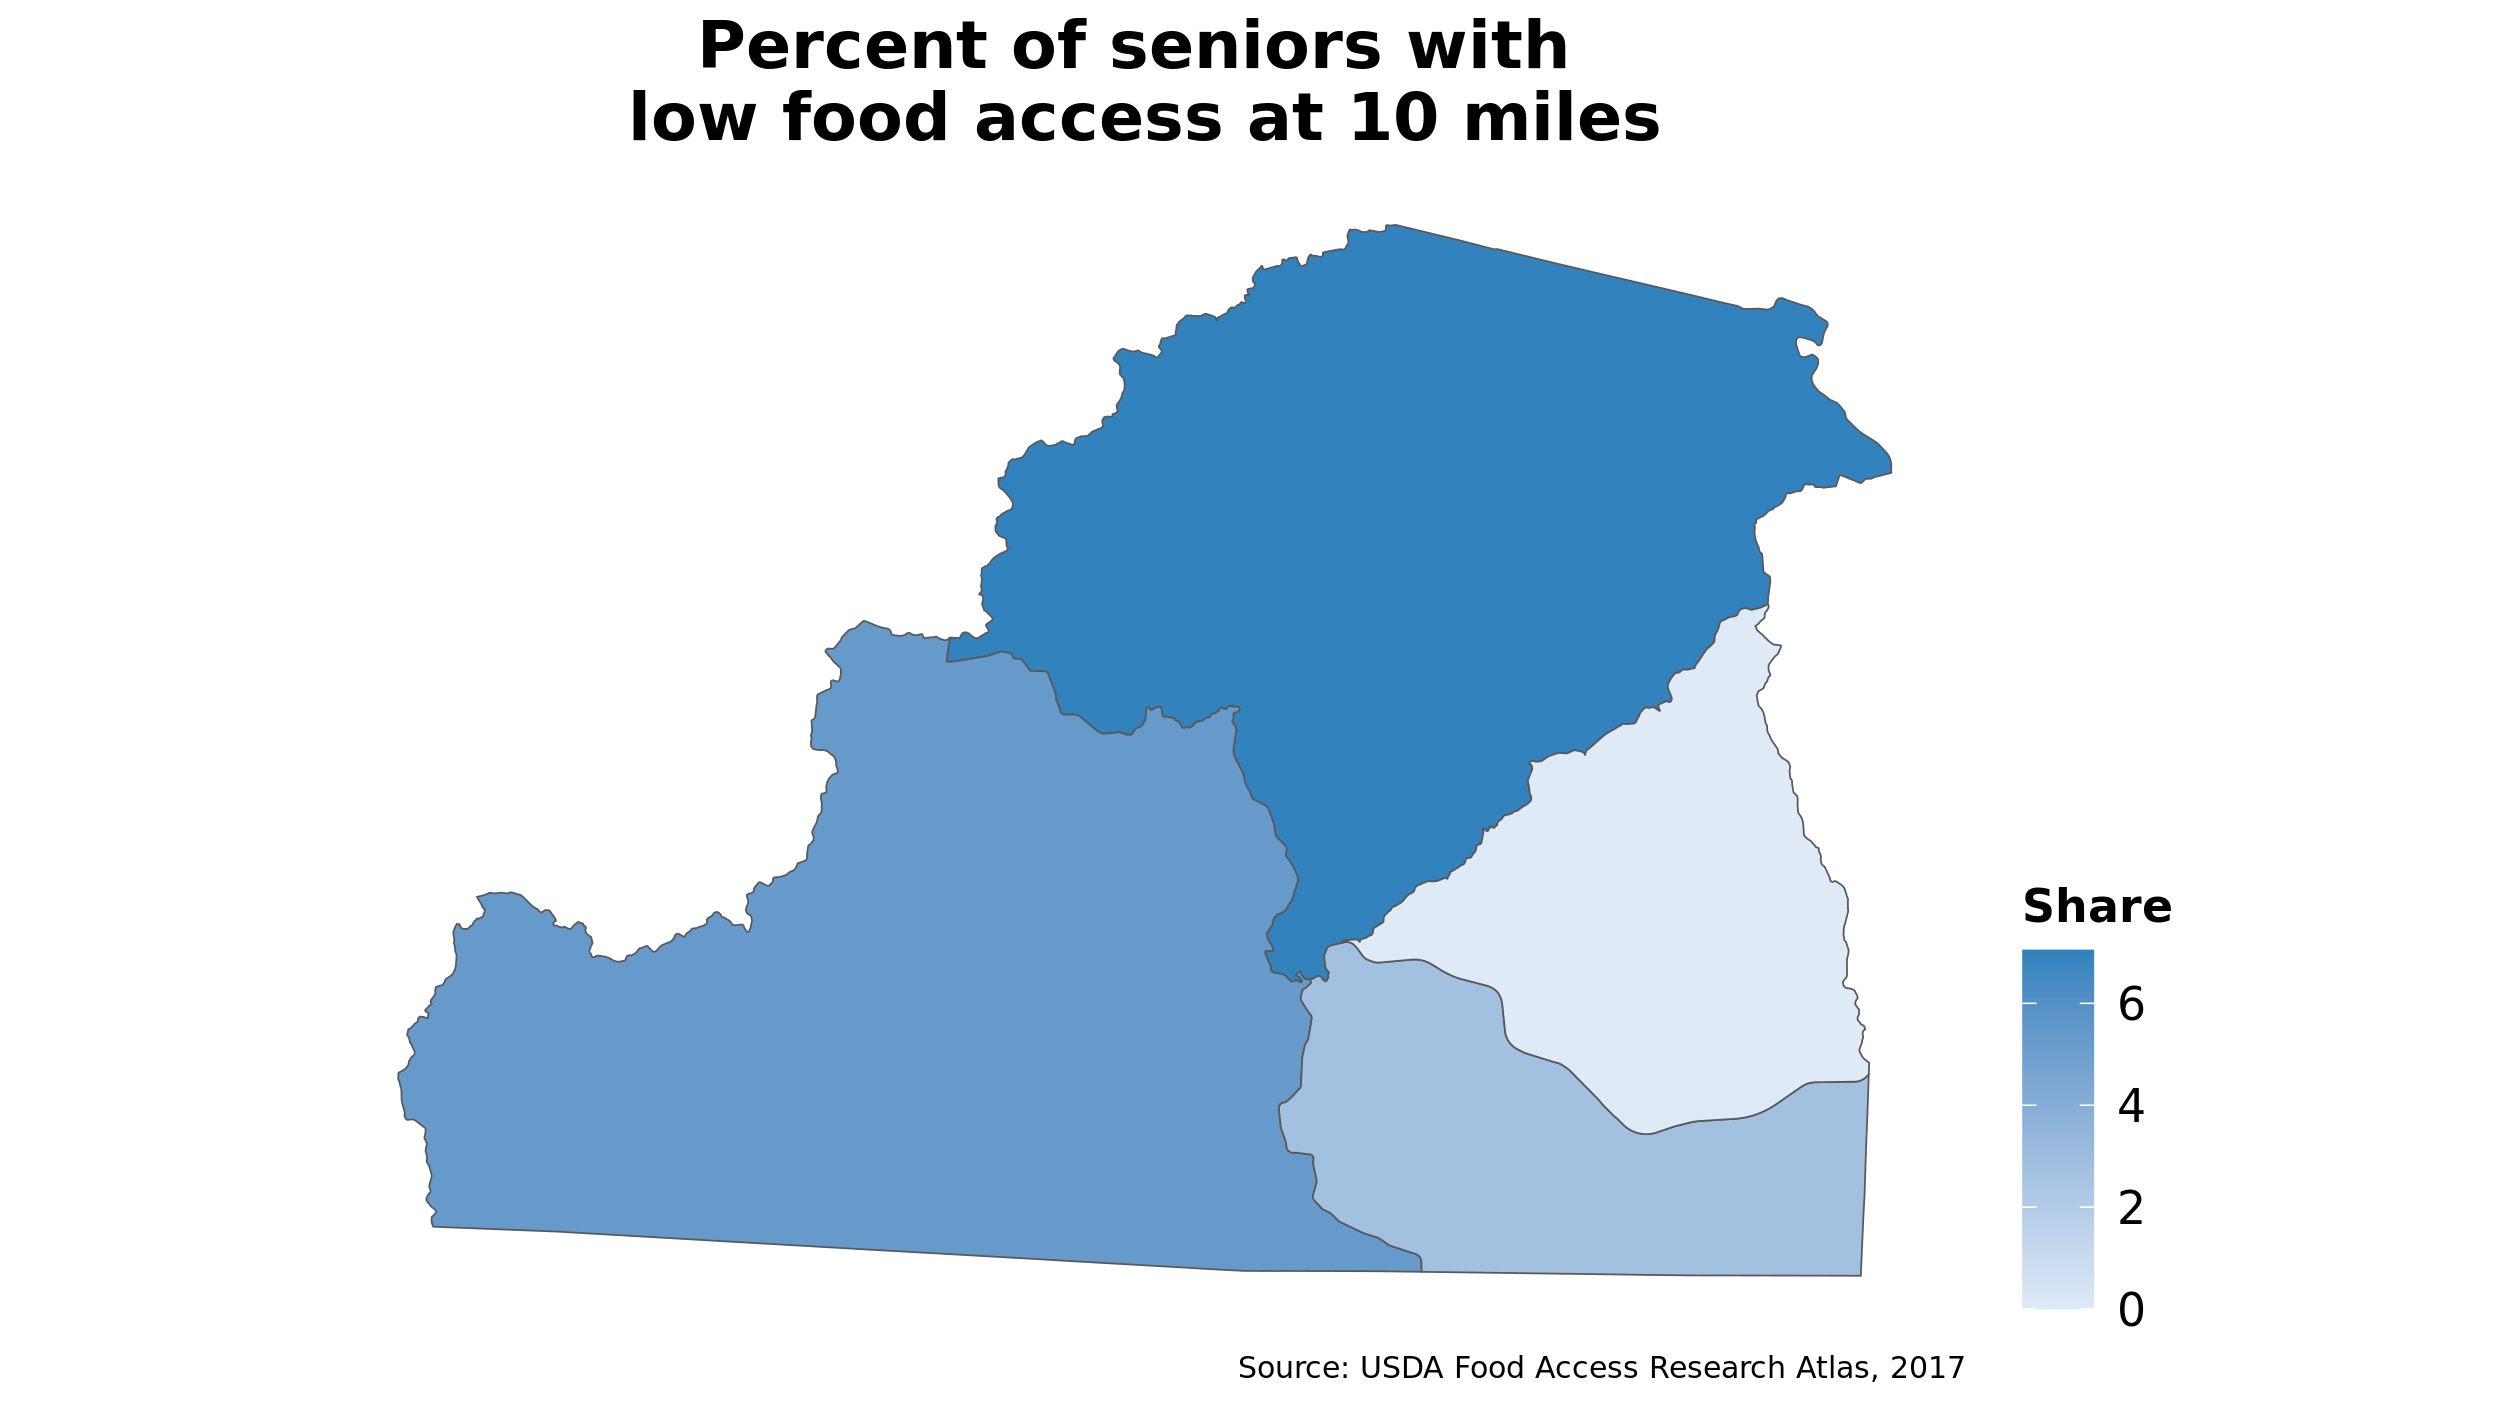 Percent of seniors with
low food access at 10 miles
Share
6
4
2
0
Source: USDA Food Access Research Atlas, 2017